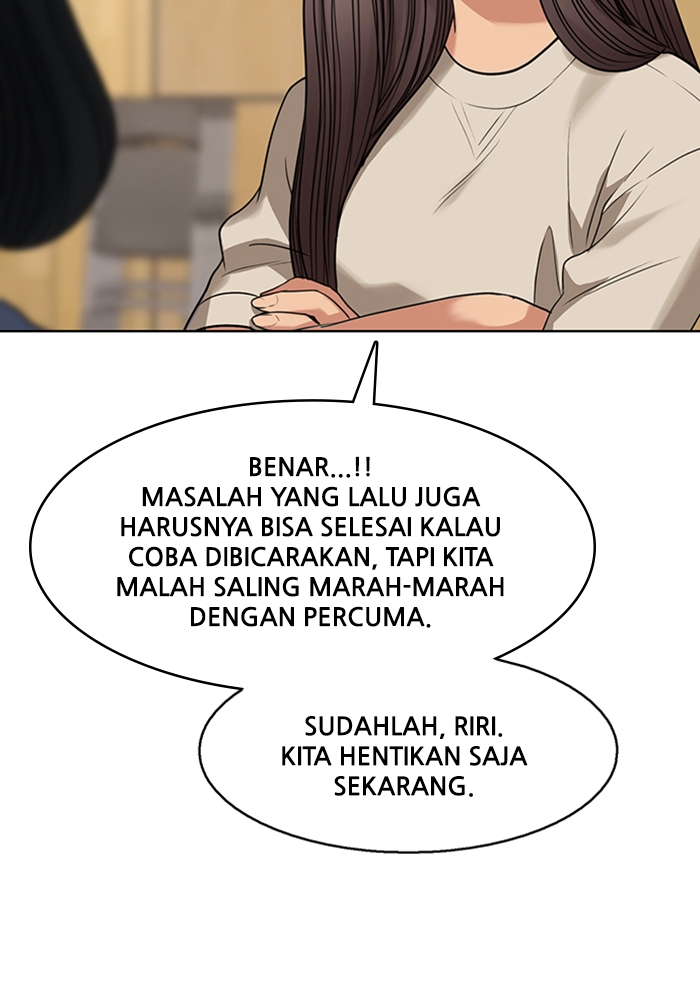 BENAR...!!
MASALAH YANG LALU JUGA
HARUSNYA BISA SELESAI KALAU
COBA DIBICARAKAN, TAPI KITA
MALAH SALING MARAH-MARAH
DENGAN PERCUMA.
SUDAHLAH, RIRI.
KITA HENTIKAN SAJA
SEKARANG.